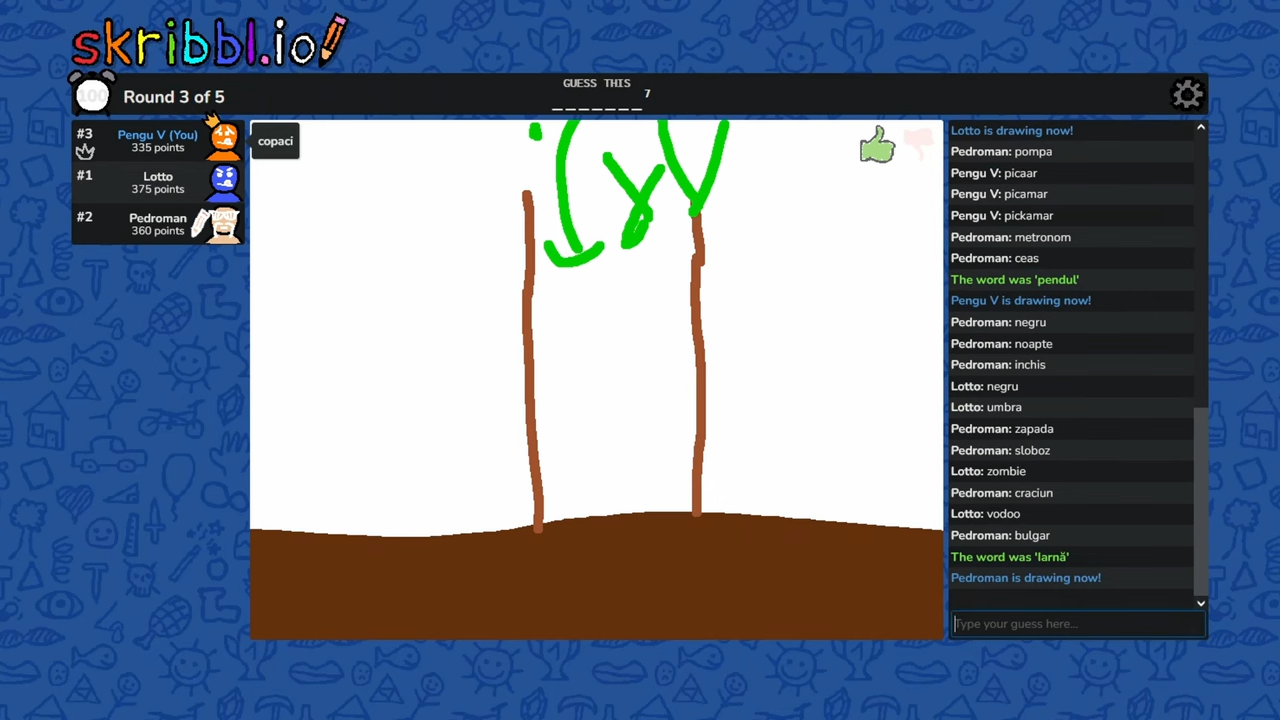 skribbl.io
100
Round 3 of 5
GUESS THIS
_______ 7
#3
Pengu V (You)
335 points
copaci
#1
Lotto
375 points
#2
Pedroman
360 points
Lotto is drawing now!
Pedroman: pompa
Pengu V: picaar
Pengu V: picamar
Pengu V: pickamar
Pedroman: metronom
Pedroman: ceas
The word was 'pendul'
Pengu V is drawing now!
Pedroman: negru
Pedroman: noapte
Pedroman: inchis
Lotto: negru
Lotto: umbra
Pedroman: zapada
Pedroman: sloboz
Lotto: zombie
Pedroman: craciun
Lotto: vodoo
Pedroman: bulgar
The word was 'Iarnă'
Pedroman is drawing now!
Type your guess here...